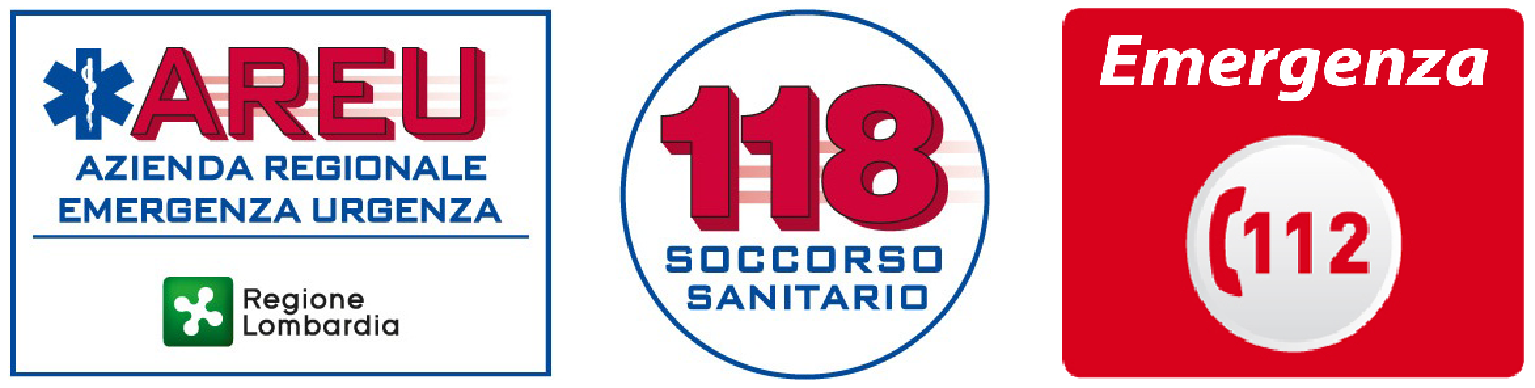 AREU
AZIENDA REGIONALE
EMERGENZA URGENZA
Regione
Lombardia
118
SOCCORSO
SANITARIO
Emergenza
112